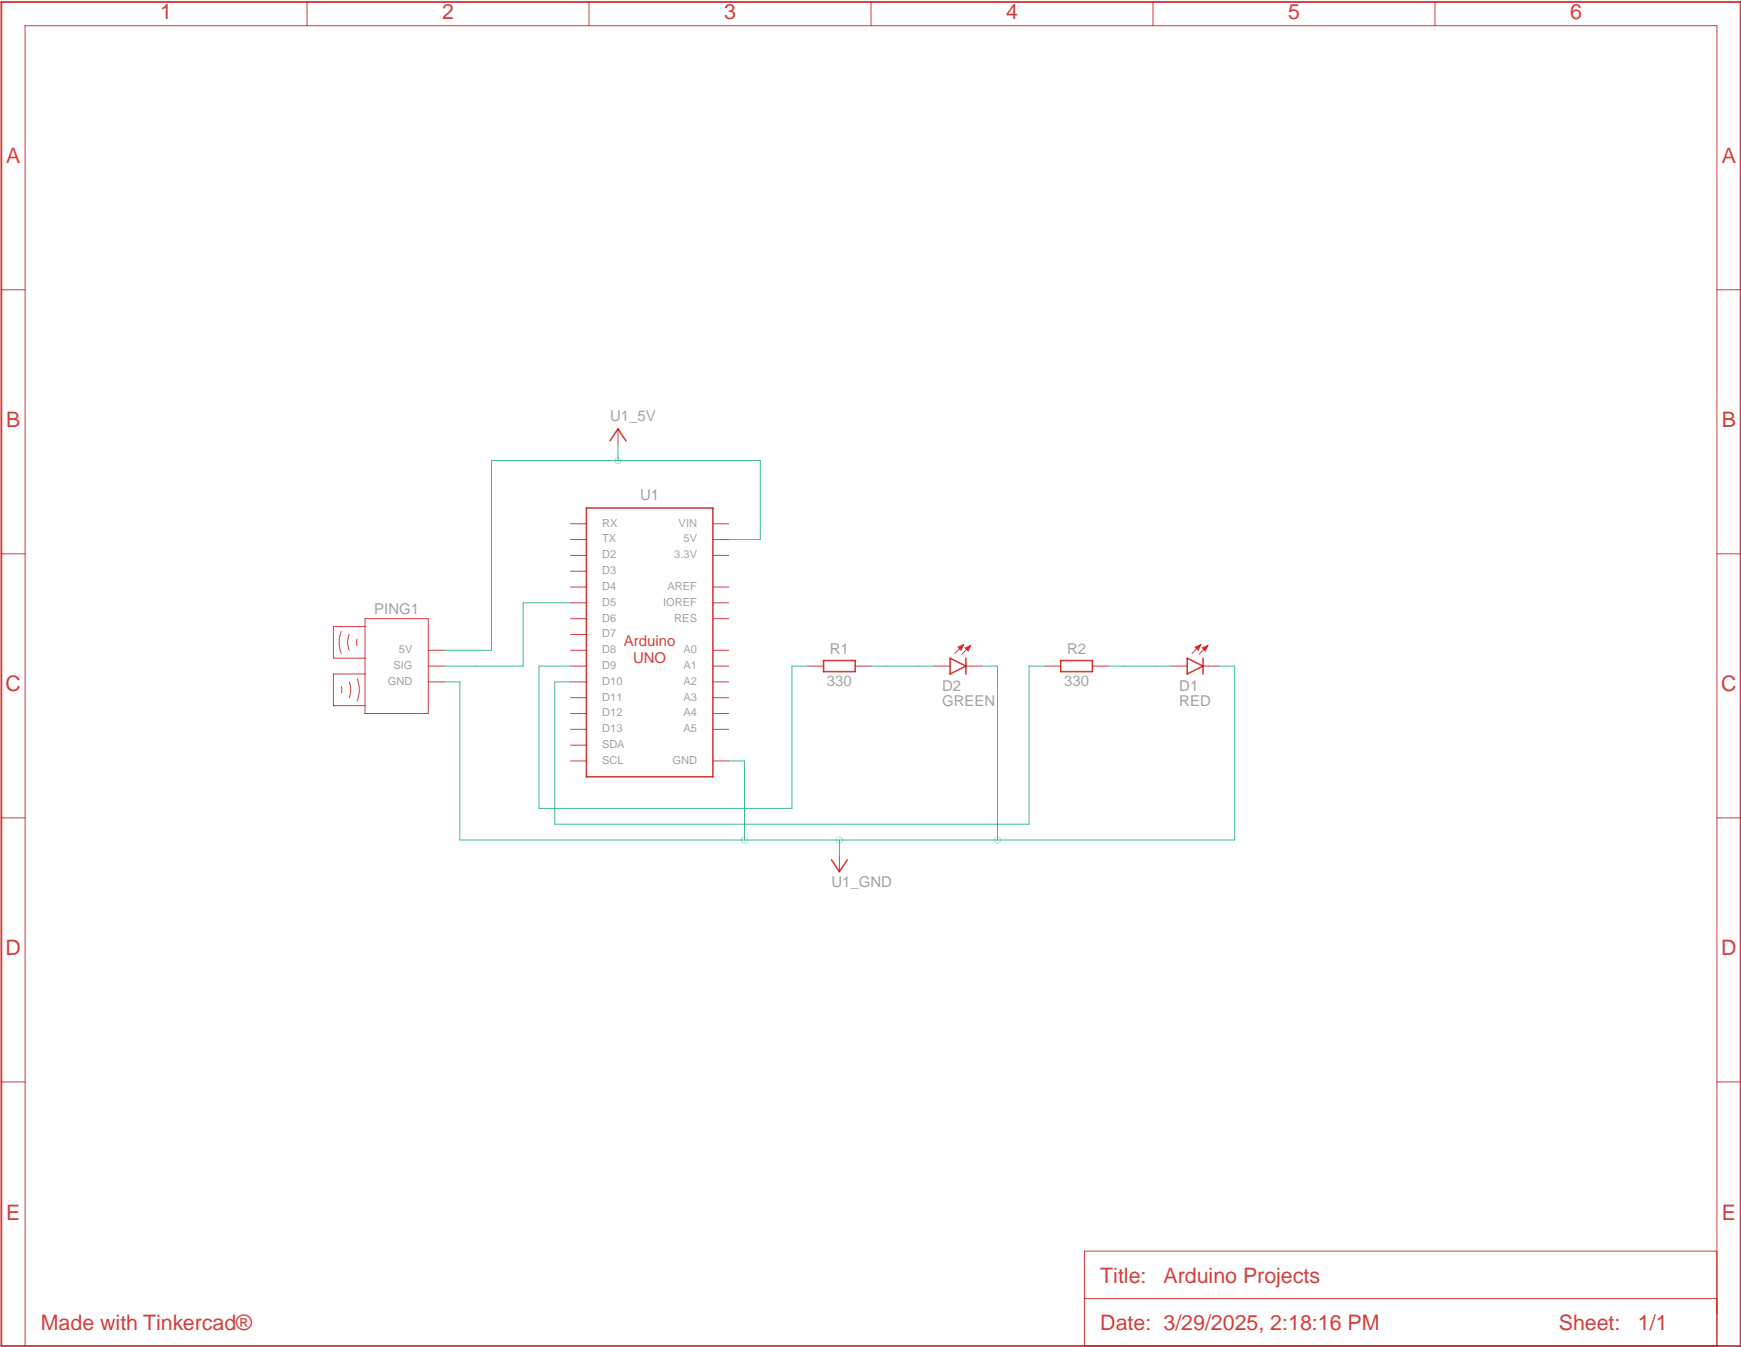 1 2 3 4 5 6
A A
B B
U1_5V
U1
RX VIN
TX 5V
D2 3.3V
D3
D4 AREF
D5 IOREF
D6 RES
D7
D8 A0
D9 A1
D10 A2
D11 A3
D12 A4
D13 A5
SDA
SCL GND
Arduino
UNO
PING1
5V
SIG
GND
R1
330
D2
GREEN
R2
330
D1
RED
C C
U1_GND
D D
E E
Title: Arduino Projects
Date: 3/29/2025, 2:18:16 PM Sheet: 1/1
Made with Tinkercad®